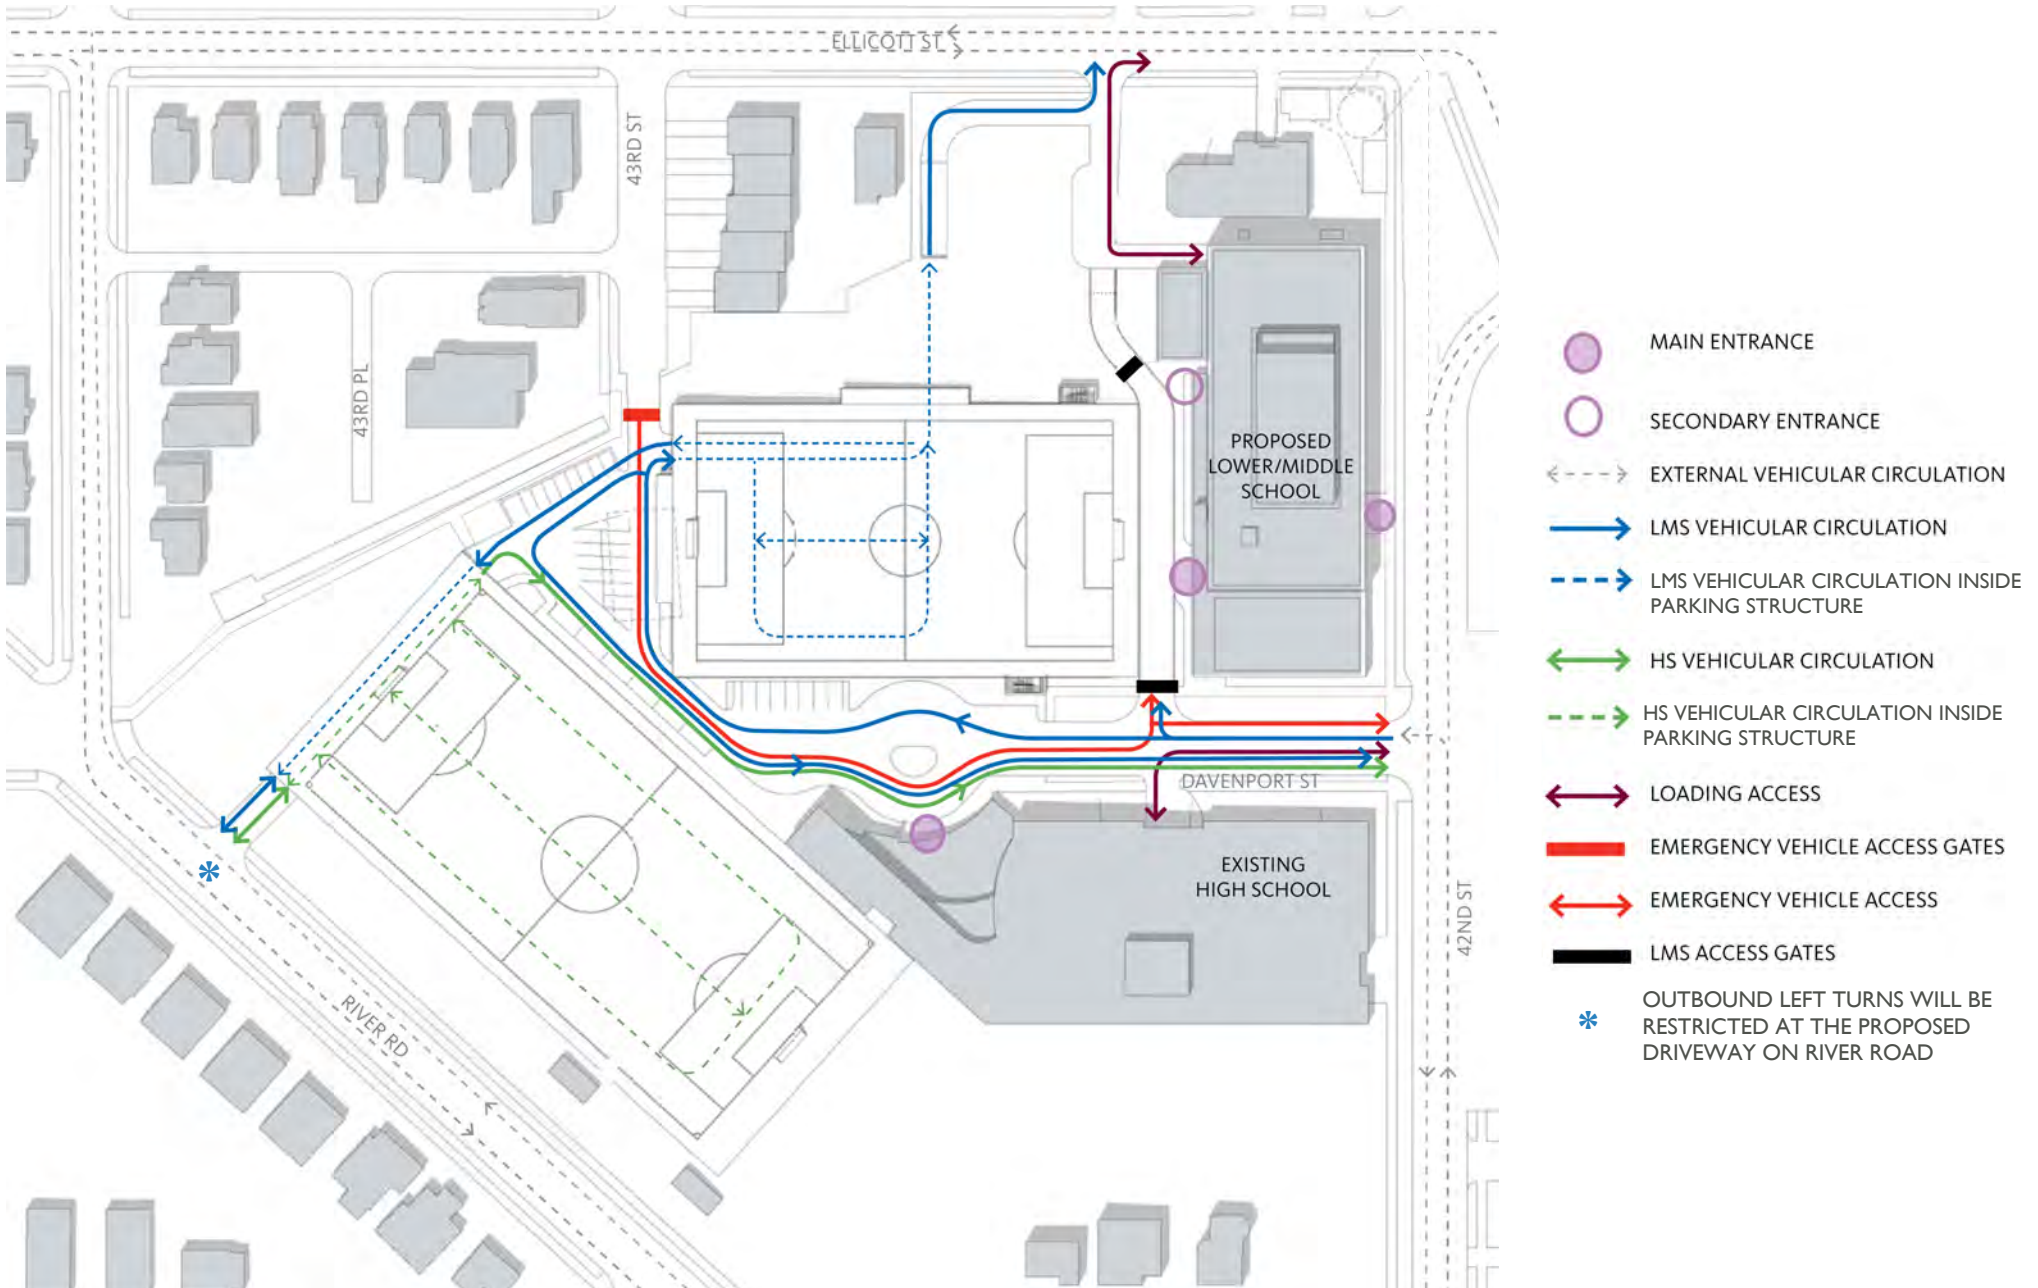 ELLICOTT ST
43RD ST
43RD PL
PROPOSED
LOWER/MIDDLE
SCHOOL
DAVENPORT ST
EXISTING
HIGH SCHOOL
42ND ST
RIVER RD
*
MAIN ENTRANCE
SECONDARY ENTRANCE
EXTERNAL VEHICULAR CIRCULATION
LMS VEHICULAR CIRCULATION
LMS VEHICULAR CIRCULATION INSIDE
PARKING STRUCTURE
HS VEHICULAR CIRCULATION
HS VEHICULAR CIRCULATION INSIDE
PARKING STRUCTURE
LOADING ACCESS
EMERGENCY VEHICLE ACCESS GATES
EMERGENCY VEHICLE ACCESS
LMS ACCESS GATES
* OUTBOUND LEFT TURNS WILL BE
RESTRICTED AT THE PROPOSED
DRIVEWAY ON RIVER ROAD